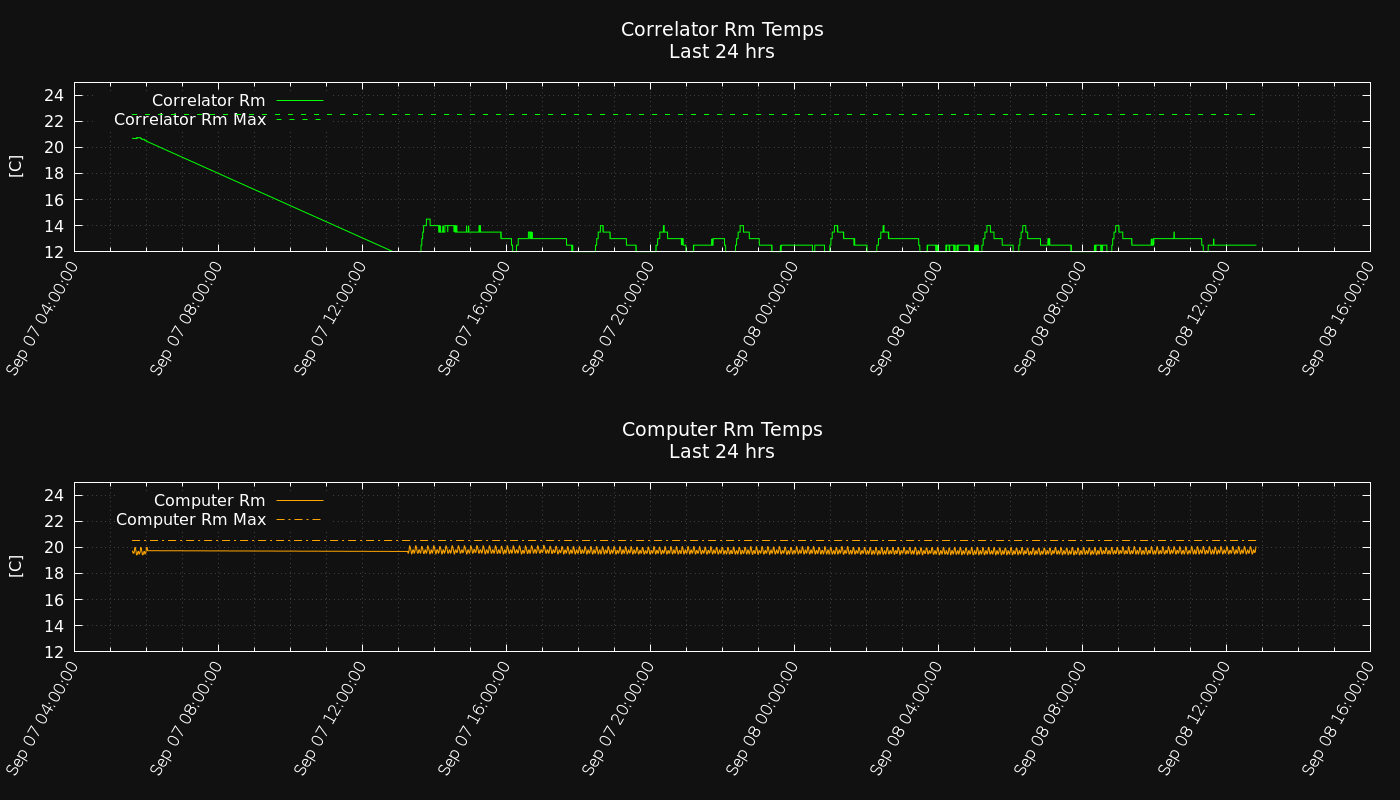 Correlator Rm Temps
Last 24 hrs
24
22
20
18
16
14
12
[C]
Correlator Rm
Correlator Rm Max
Sep 07 04:00:00
Sep 07 08:00:00
Sep 07 12:00:00
Sep 07 16:00:00
Sep 07 20:00:00
Sep 08 00:00:00
Sep 08 04:00:00
Sep 08 08:00:00
Sep 08 12:00:00
Sep 08 16:00:00
Computer Rm Temps
Last 24 hrs
24
22
20
18
16
14
12
[C]
Computer Rm
Computer Rm Max
Sep 07 04:00:00
Sep 07 08:00:00
Sep 07 12:00:00
Sep 07 16:00:00
Sep 07 20:00:00
Sep 08 00:00:00
Sep 08 04:00:00
Sep 08 08:00:00
Sep 08 12:00:00
Sep 08 16:00:00